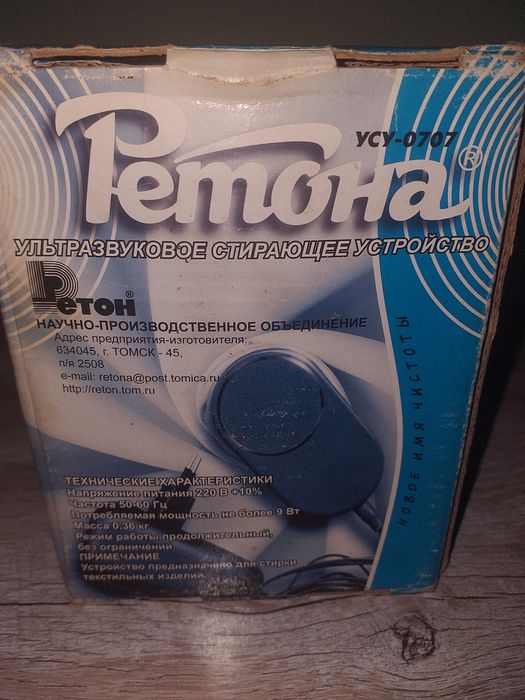 УСУ-0707
Ретона®
УЛЬТРАЗВУКОВОЕ СТИРАЮЩЕЕ УСТРОЙСТВО
Ретон®
НАУЧНО-ПРОИЗВОДСТВЕННОЕ ОБЪЕДИНЕНИЕ
Адрес предприятия-изготовителя:
634045, г. ТОМСК - 45,
п/я 2508
e-mail: retona@post.tomica.ru
http://reton.tom.ru
НОВОЕ ИМЯ ЧИСТОТЫ
ТЕХНИЧЕСКИЕ ХАРАКТЕРИСТИКИ
Напряжение питания 220 В +10%
Частота 50-60 Гц
Потребляемая мощность не более 9 Вт
Масса 0,36 кг
Режим работы продолжительный,
без ограничений.
ПРИМЕЧАНИЕ
Устройство предназначено для стирки
текстильных изделий.